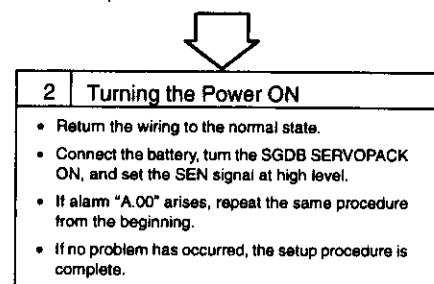 2 Turning the Power ON
• Return the wiring to the normal state.
• Connect the battery, turn the SGDB SERVOPACK
ON, and set the SEN signal at high level.
• If alarm "A.00" arises, repeat the same procedure
from the beginning.
• If no problem has occurred, the setup procedure is
complete.